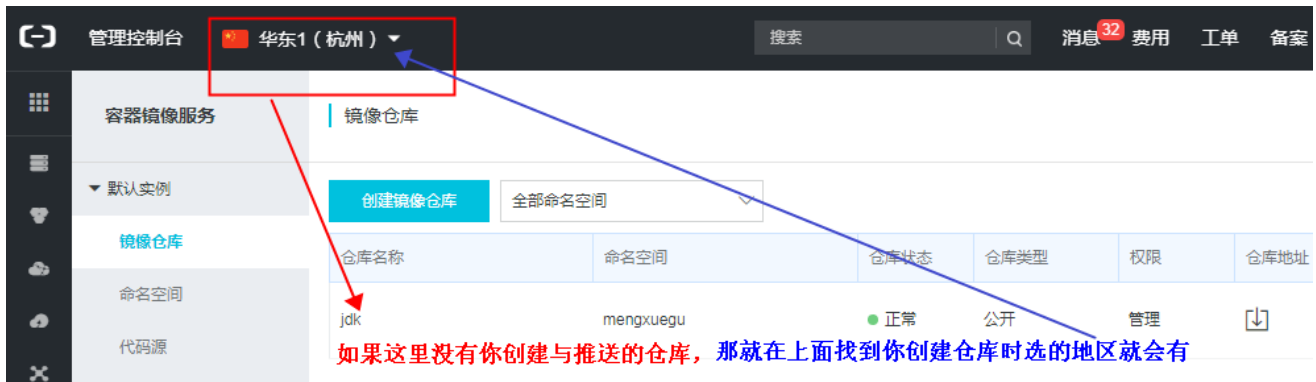 管理控制台 华东1 ( 杭州 ) 搜索 消息 32 费用 工单 备案
容器镜像服务 镜像仓库
默认实例 创建镜像仓库 全部命名空间
镜像仓库 仓库名称 命名空间 仓库状态 仓库类型 权限 仓库地址
命名空间
jdk mengxuegu 正常 公开 管理
代码源 如果这里没有你创建与推送的仓库，那就在上面找到你创建仓库时选的地区就会有